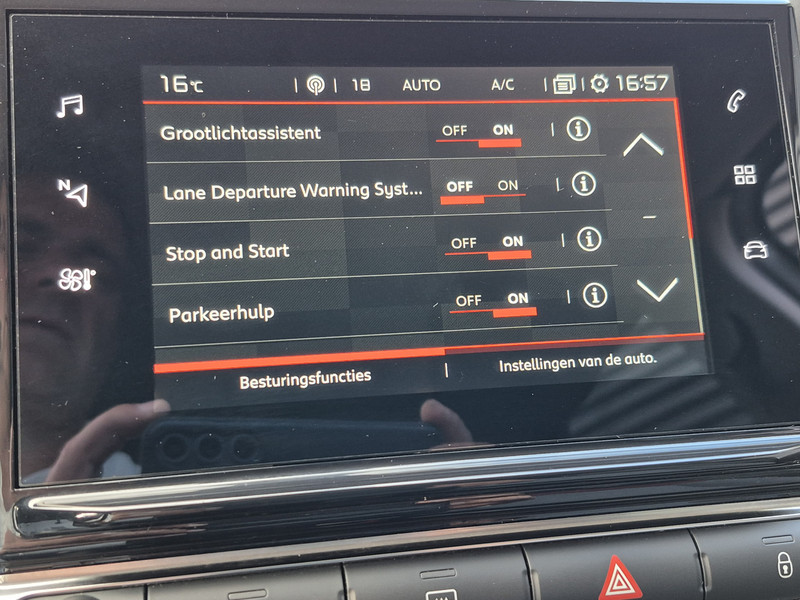 16°C 18 AUTO A/C 16:57
Grootlichtassistent OFF ON
Lane Departure Warning Syst... OFF ON
Stop and Start OFF ON
Parkeerhulp OFF ON
Besturingsfuncties Instellingen van de auto.
N